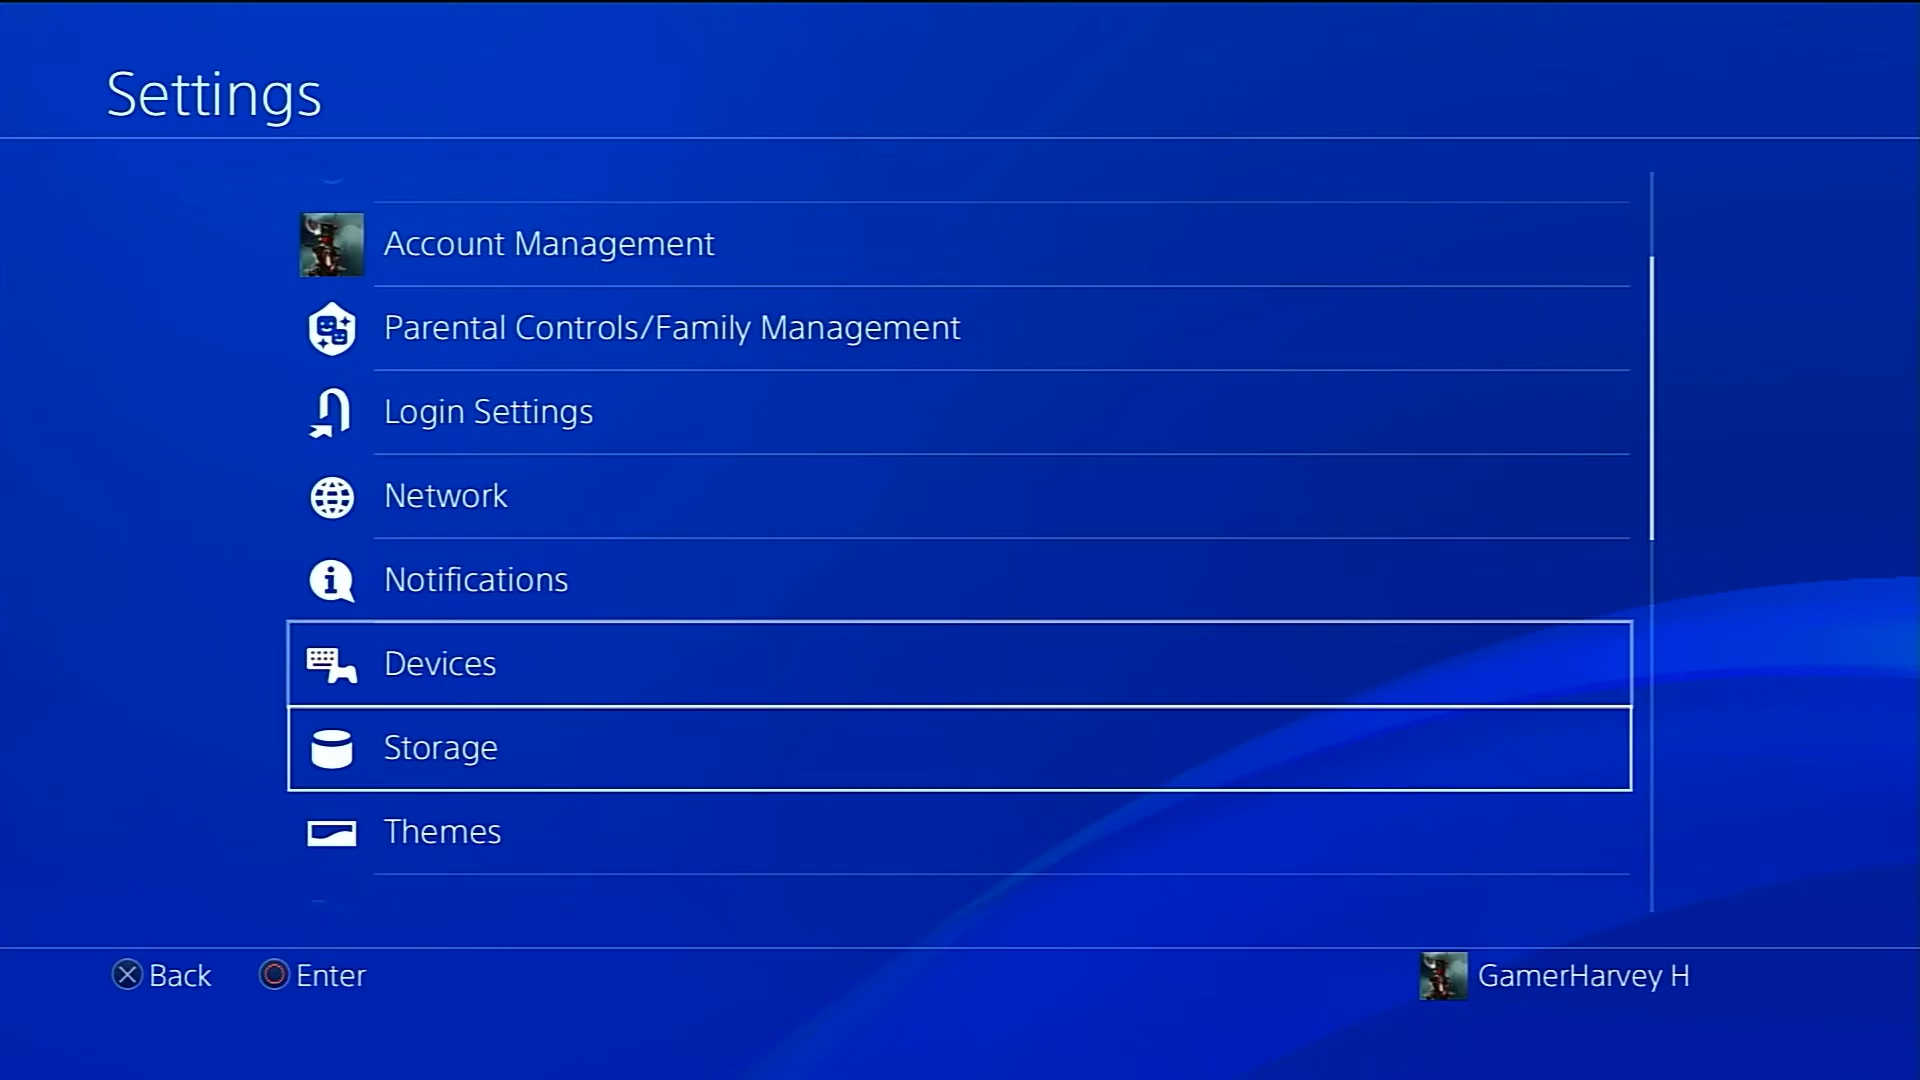 Settings
Account Management
Parental Controls/Family Management
Login Settings
Network
Notifications
Devices
Storage
Themes
Back
Enter
GamerHarvey H